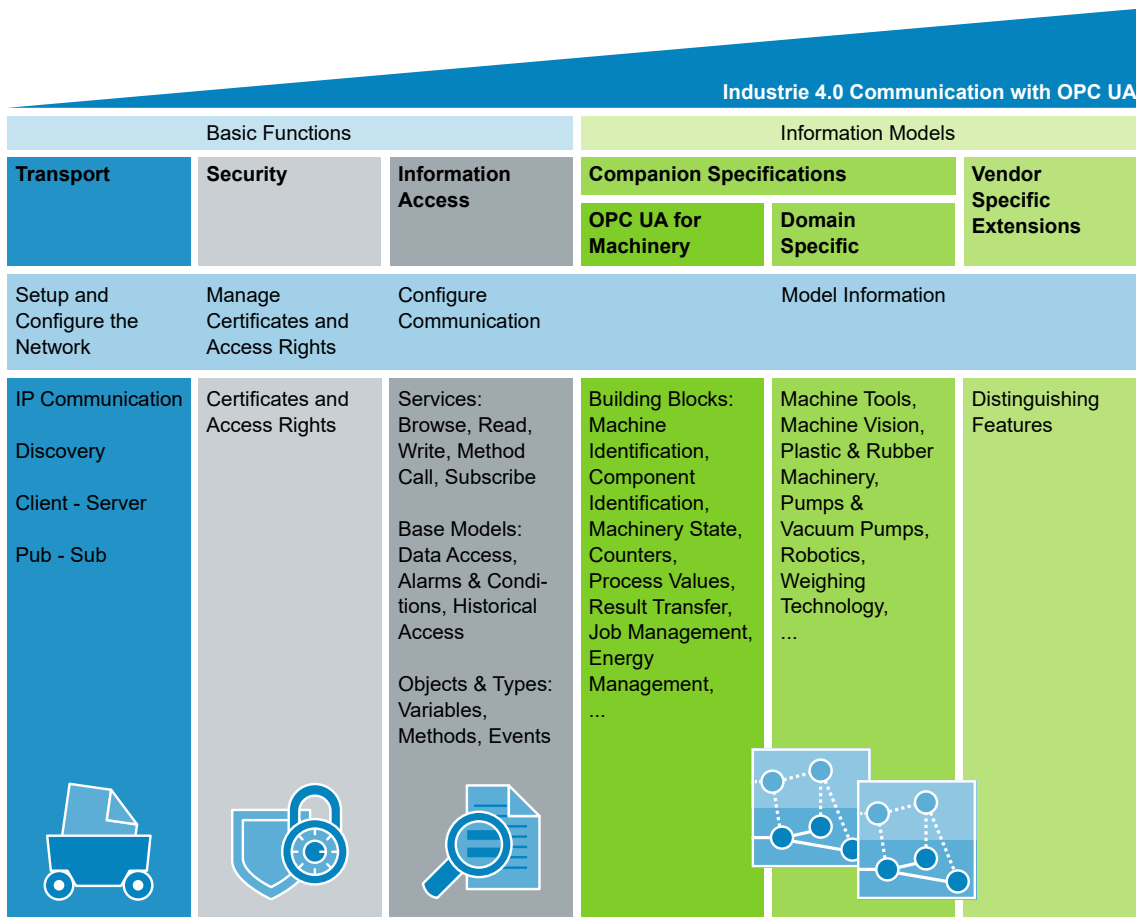 Industrie 4.0 Communication with OPC UA
Basic Functions
Information Models
Transport
Security
Information
Access
Companion Specifications
OPC UA for
Machinery
Domain
Specific
Vendor
Specific
Extensions
Setup and
Configure the
Network
Manage
Certificates and
Access Rights
Configure
Communication
Model Information
IP Communication
Discovery
Client - Server
Pub - Sub
Certificates and
Access Rights
Services:
Browse, Read,
Write, Method
Call, Subscribe
Base Models:
Data Access,
Alarms & Condi-
tions, Historical
Access
Objects & Types:
Variables,
Methods, Events
Building Blocks:
Machine
Identification,
Component
Identification,
Machinery State,
Counters,
Process Values,
Result Transfer,
Job Management,
Energy
Management,
...
Machine Tools,
Machine Vision,
Plastic & Rubber
Machinery,
Pumps &
Vacuum Pumps,
Robotics,
Weighing
Technology,
...
Distinguishing
Features